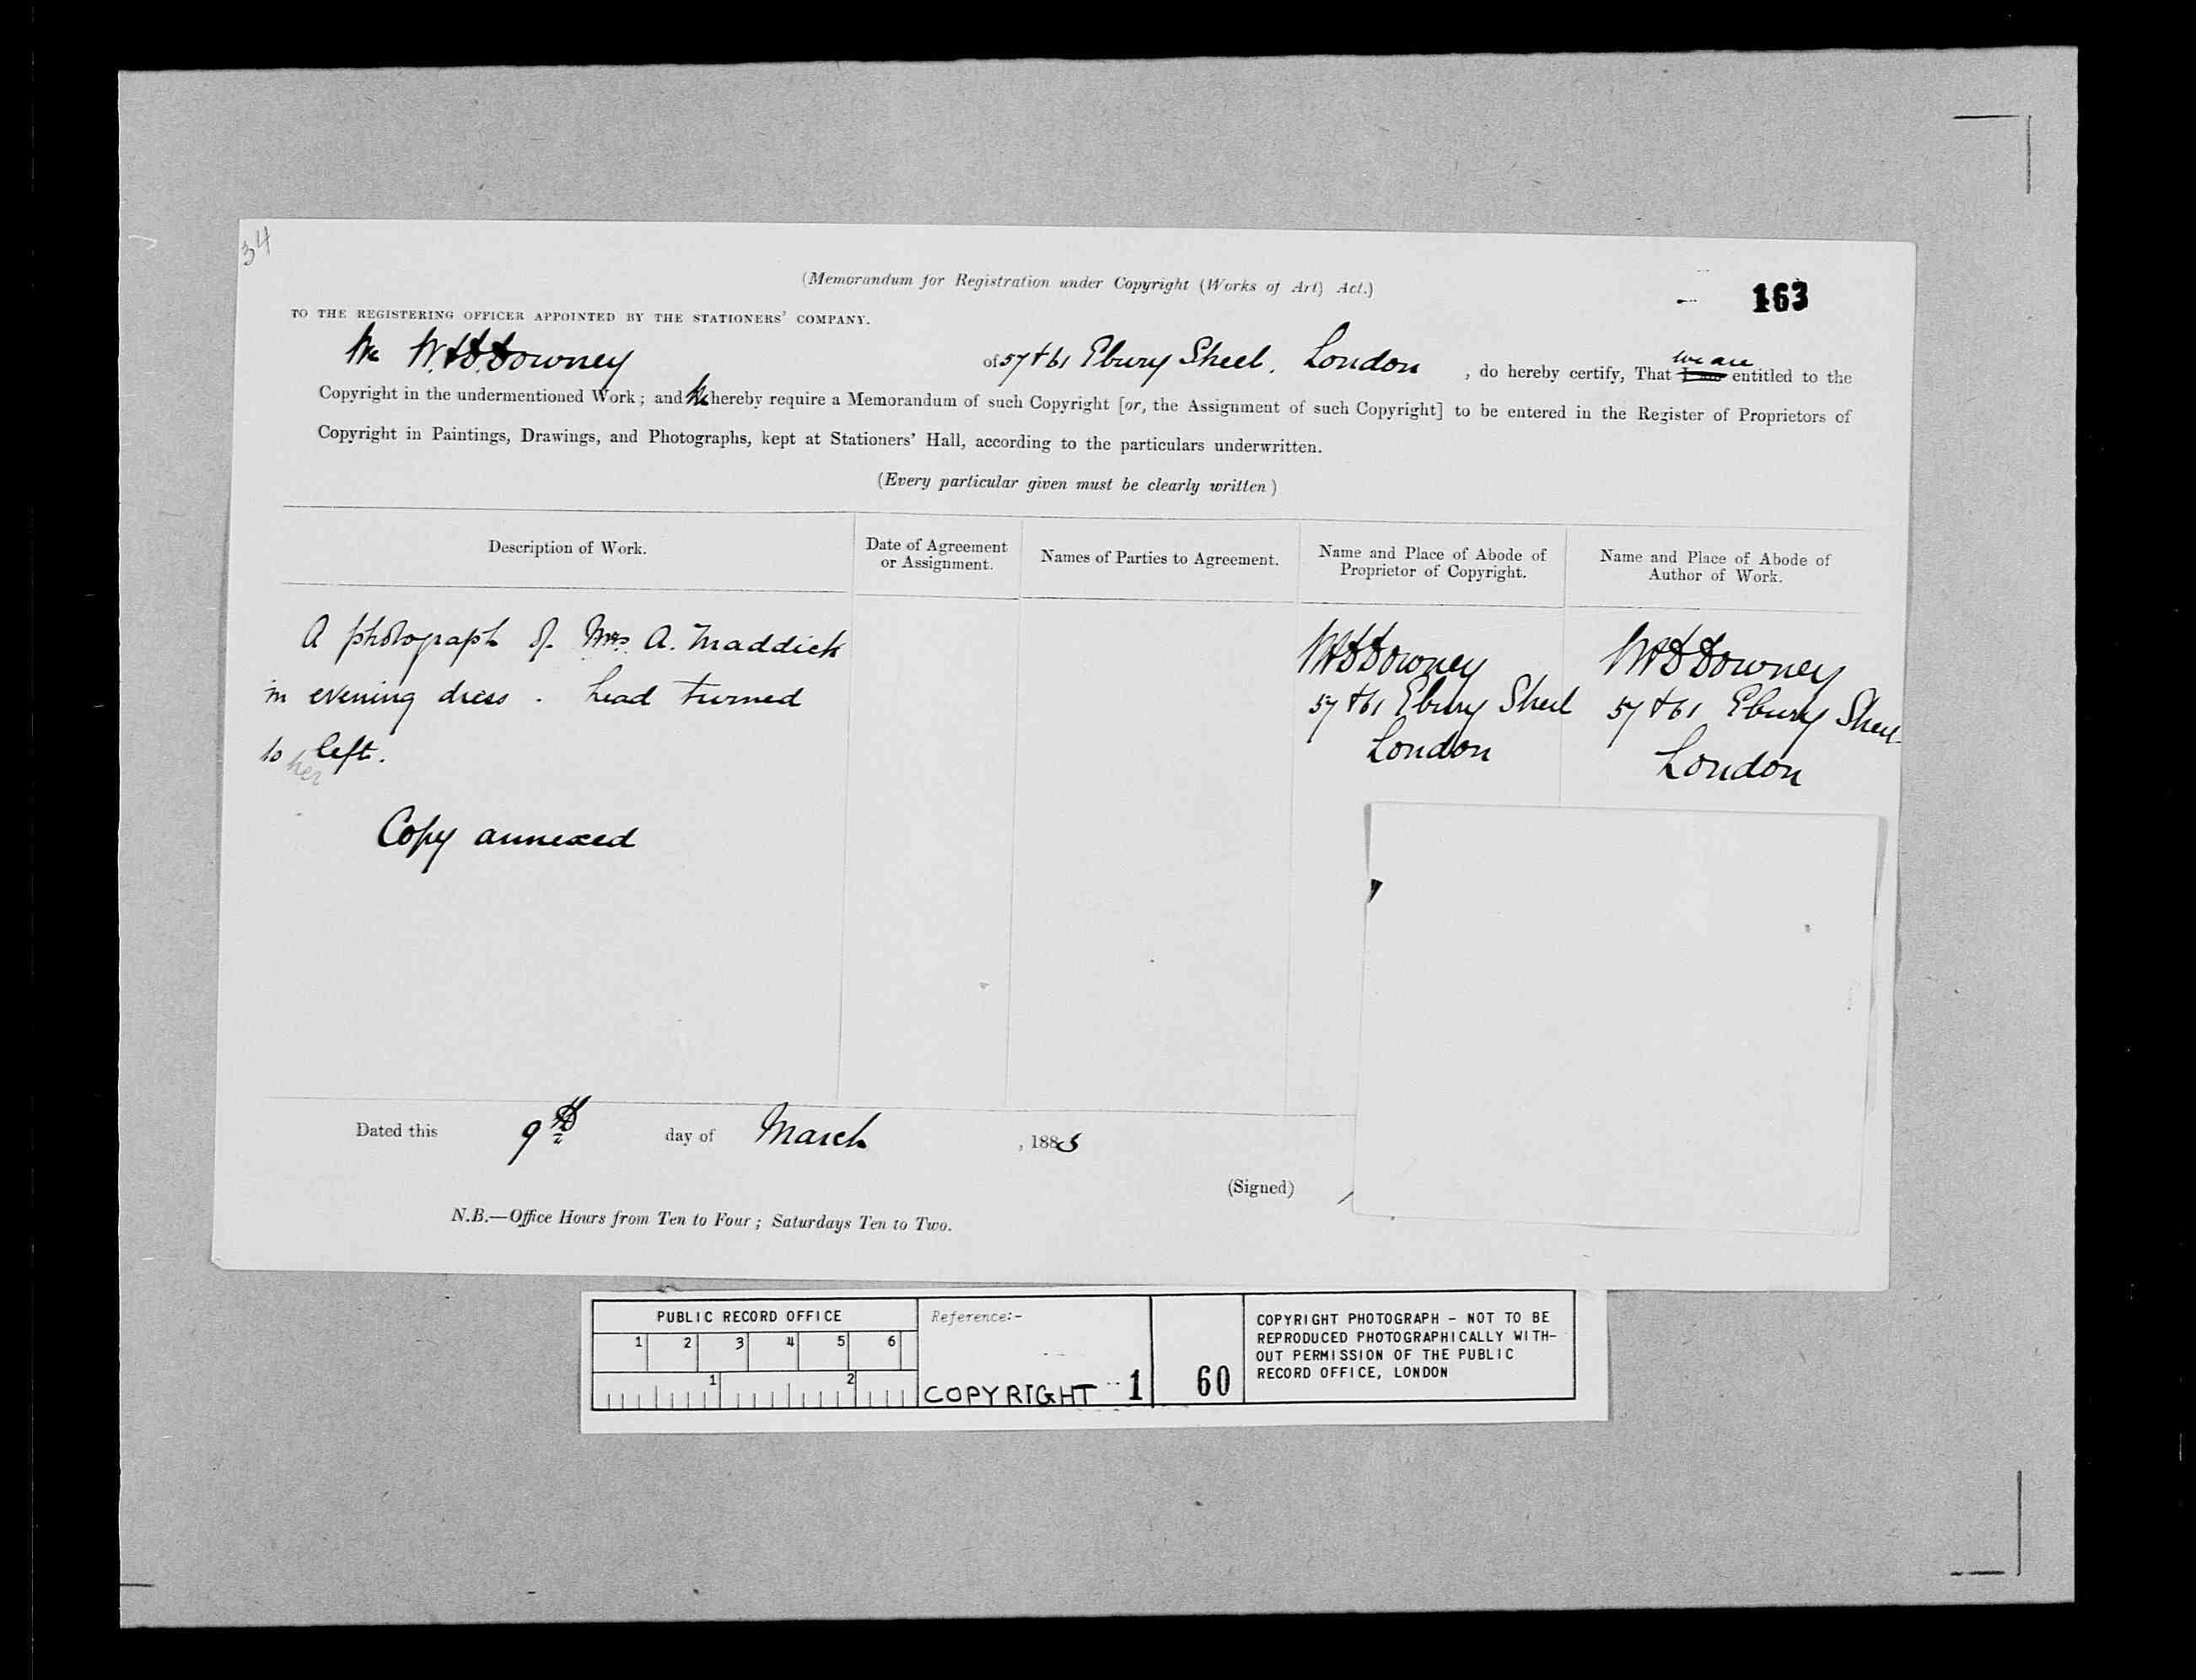 34
(Memorandum for Registration under Copyright (Works of Art) Act.)
163
TO THE REGISTERING OFFICER APPOINTED BY THE STATIONERS' COMPANY.
We W. & D. Downey of 57 & 61 Ebury Street. London, do hereby certify, That we are I am entitled to the
Copyright in the undermentioned Work; and We hereby require a Memorandum of such Copyright [or, the Assignment of such Copyright] to be entered in the Register of Proprietors of
Copyright in Paintings, Drawings, and Photographs, kept at Stationers' Hall, according to the particulars underwritten.
(Every particular given must be clearly written)
Description of Work.
Date of Agreement
or Assignment.
Names of Parties to Agreement.
Name and Place of Abode of
Proprietor of Copyright.
Name and Place of Abode of
Author of Work.
A photograph of Mrs. A. Maddick
in evening dress. head turned
to her left.
Copy annexed
W & D Downey
57 & 61 Ebury Street
London
W & D Downey
57 & 61 Ebury Street
London
Dated this 9th day of March, 188
(Signed)
N.B.—Office Hours from Ten to Four; Saturdays Ten to Two.
PUBLIC RECORD OFFICE
1 2 3 4 5 6
1 2
Reference:-
COPYRIGHT 1
60
COPYRIGHT PHOTOGRAPH - NOT TO BE
REPRODUCED PHOTOGRAPHICALLY WITH-
OUT PERMISSION OF THE PUBLIC
RECORD OFFICE, LONDON